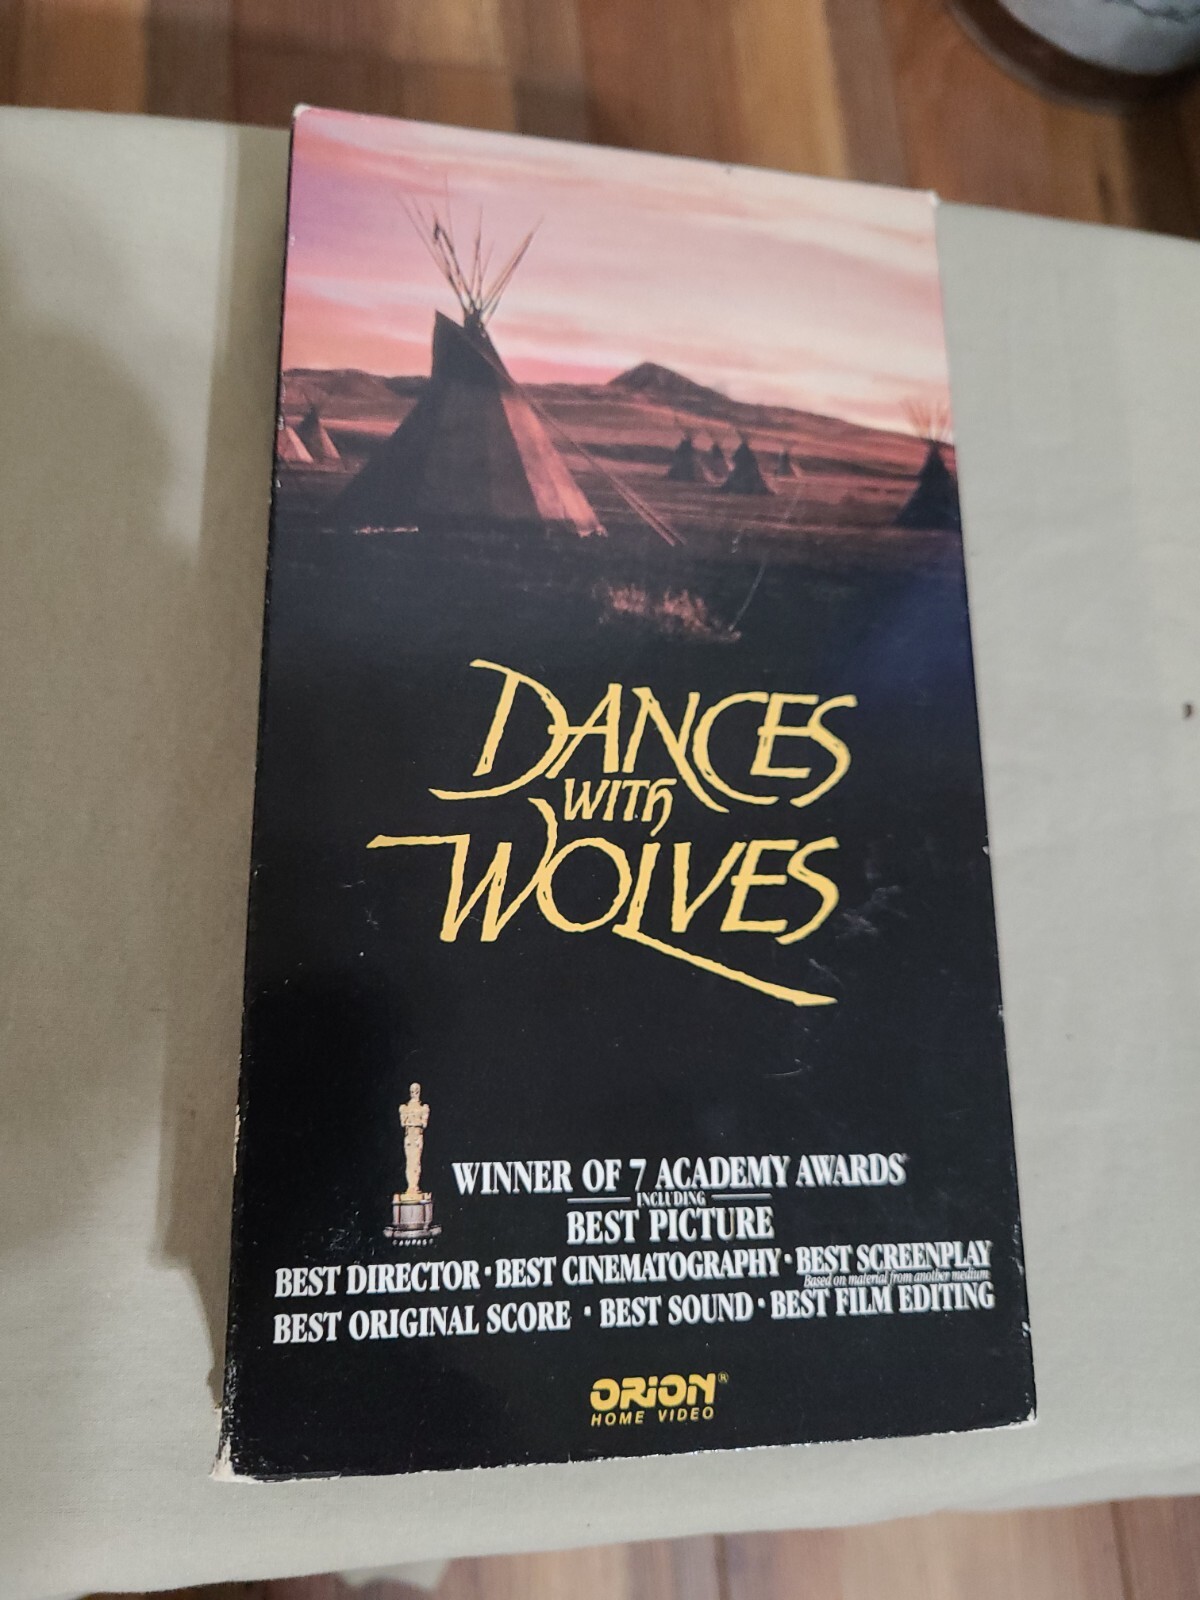 DANCES
WITH
WOLVES
WINNER OF 7 ACADEMY AWARDS®
INCLUDING
BEST PICTURE
BEST DIRECTOR · BEST CINEMATOGRAPHY · BEST SCREENPLAY
Based on material from another medium
BEST ORIGINAL SCORE · BEST SOUND · BEST FILM EDITING
ORION®
HOME VIDEO